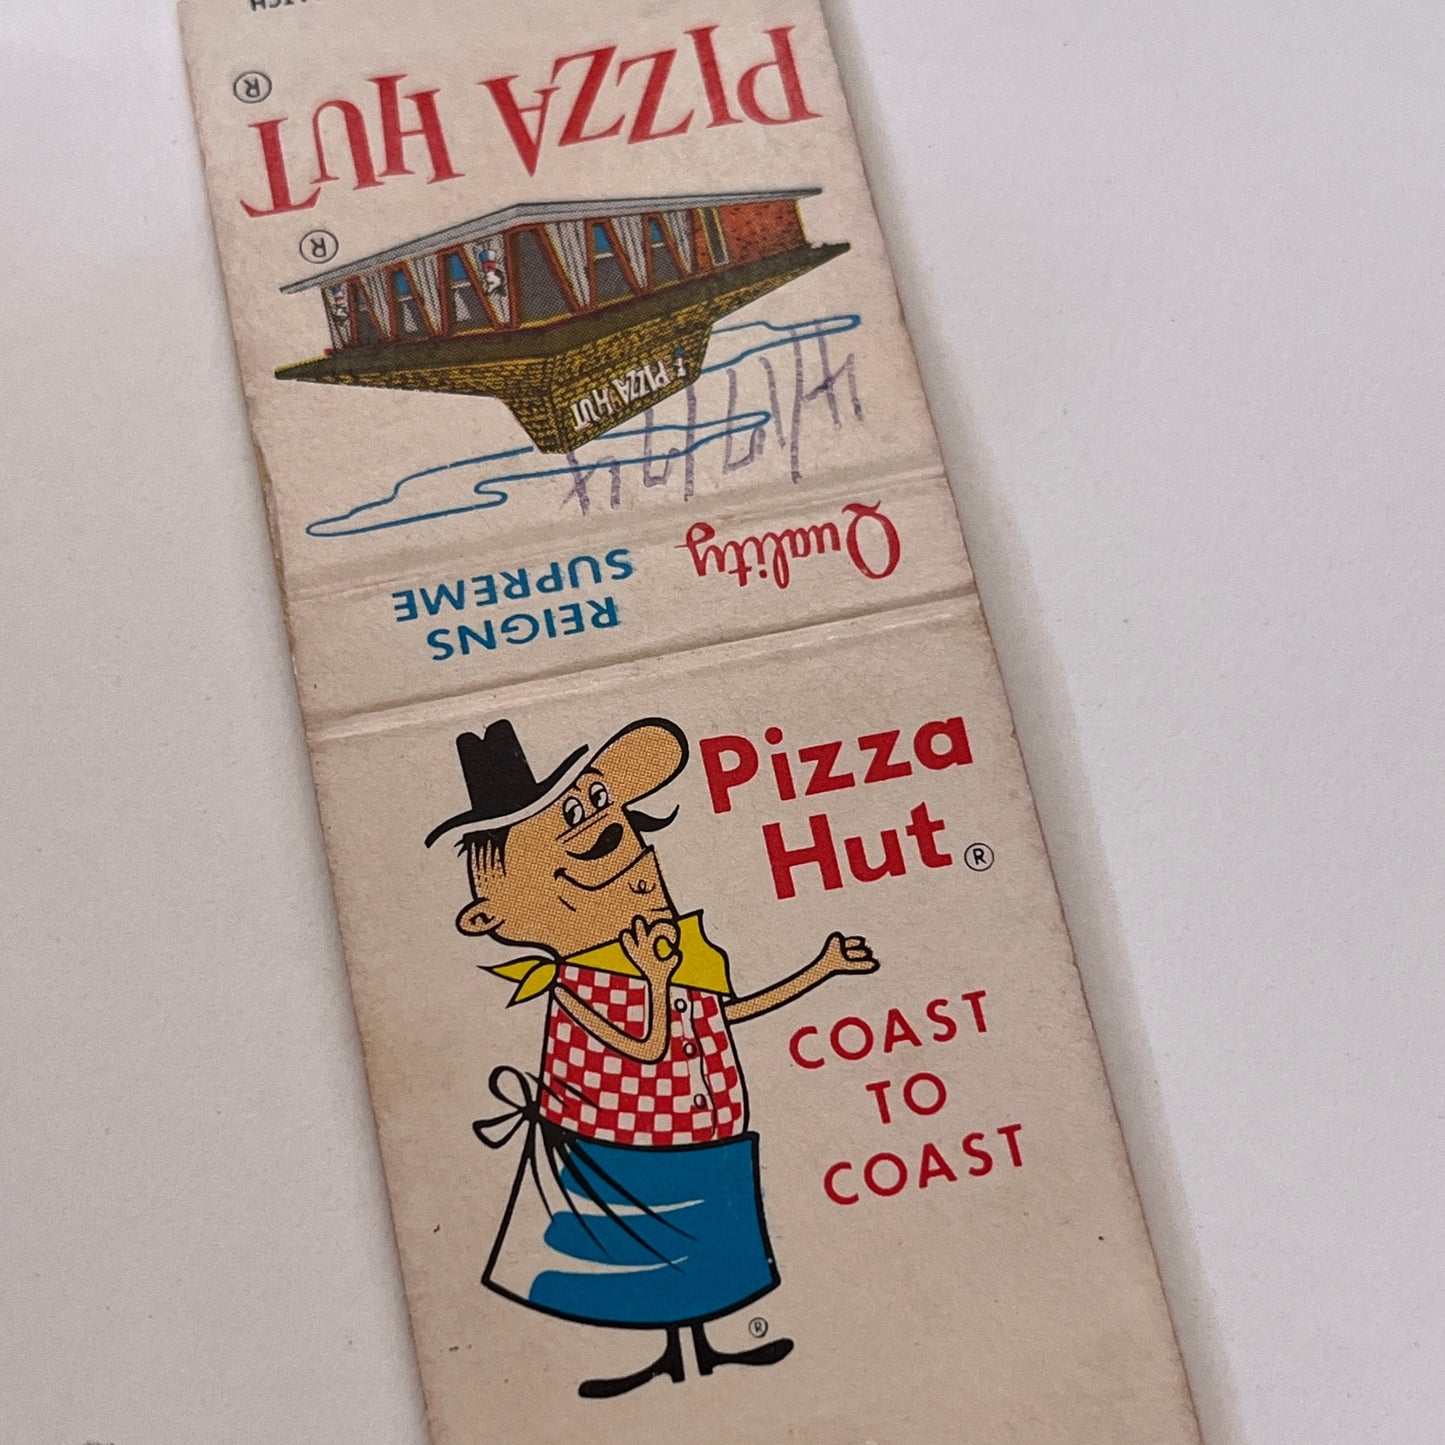 PIZZA HUT ®
®
PIZZA HUT
Quality
REIGNS
SUPREME
Pizza
Hut ®
COAST
TO
COAST
®